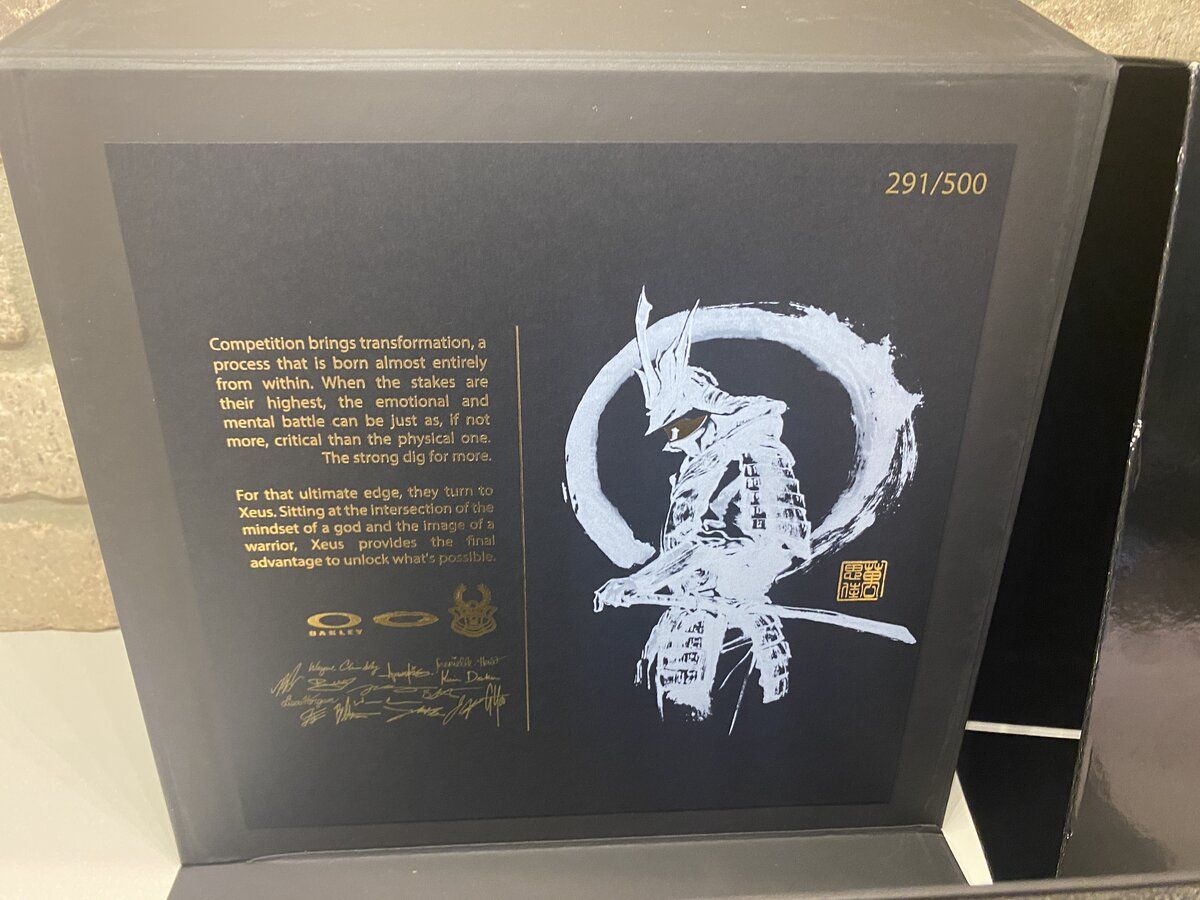 291/500
Competition brings transformation, a
process that is born almost entirely
from within. When the stakes are
their highest, the emotional and
mental battle can be just as, if not
more, critical than the physical one.
The strong dig for more.
For that ultimate edge, they turn to
Xeus. Sitting at the intersection of the
mindset of a god and the image of a
warrior, Xeus provides the final
advantage to unlock what's possible.
OAKLEY